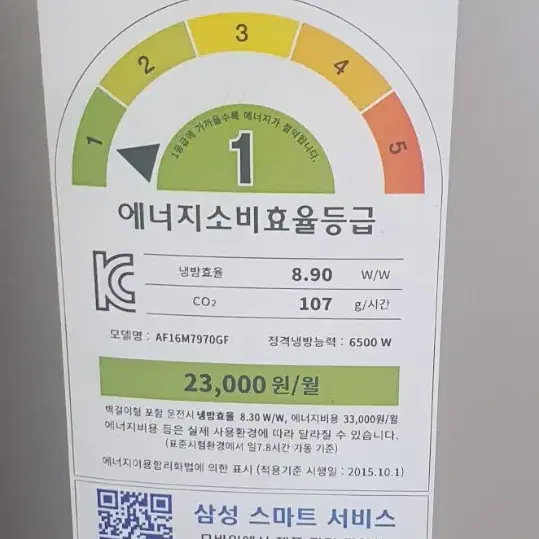 1 2 3 4 5
1등급에 가까울수록 에너지가 절약됩니다.
1
에너지소비효율등급
냉방효율 8.90 W/W
CO₂ 107 g/시간
모델명 : AF16M7970GF 정격냉방능력 : 6500 W
23,000 원/월
벽걸이형 포함 운전시 냉방효율 8.30 W/W, 에너지비용 33,000원/월
에너지비용 등은 실제 사용환경에 따라 달라질 수 있습니다.
(표준시험환경에서 일7.8시간 가동 기준)
에너지이용합리화법에 의한 표시 (적용기준 시행일 : 2015.10.1)
삼성 스마트 서비스